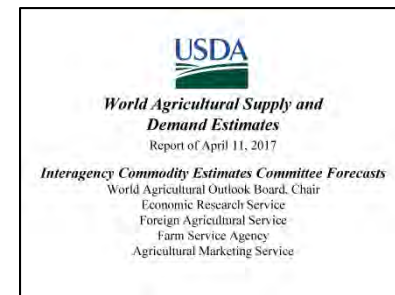 USDA
World Agricultural Supply and
Demand Estimates
Report of April 11, 2017
Interagency Commodity Estimates Committee Forecasts
World Agricultural Outlook Board, Chair
Economic Research Service
Foreign Agricultural Service
Farm Service Agency
Agricultural Marketing Service